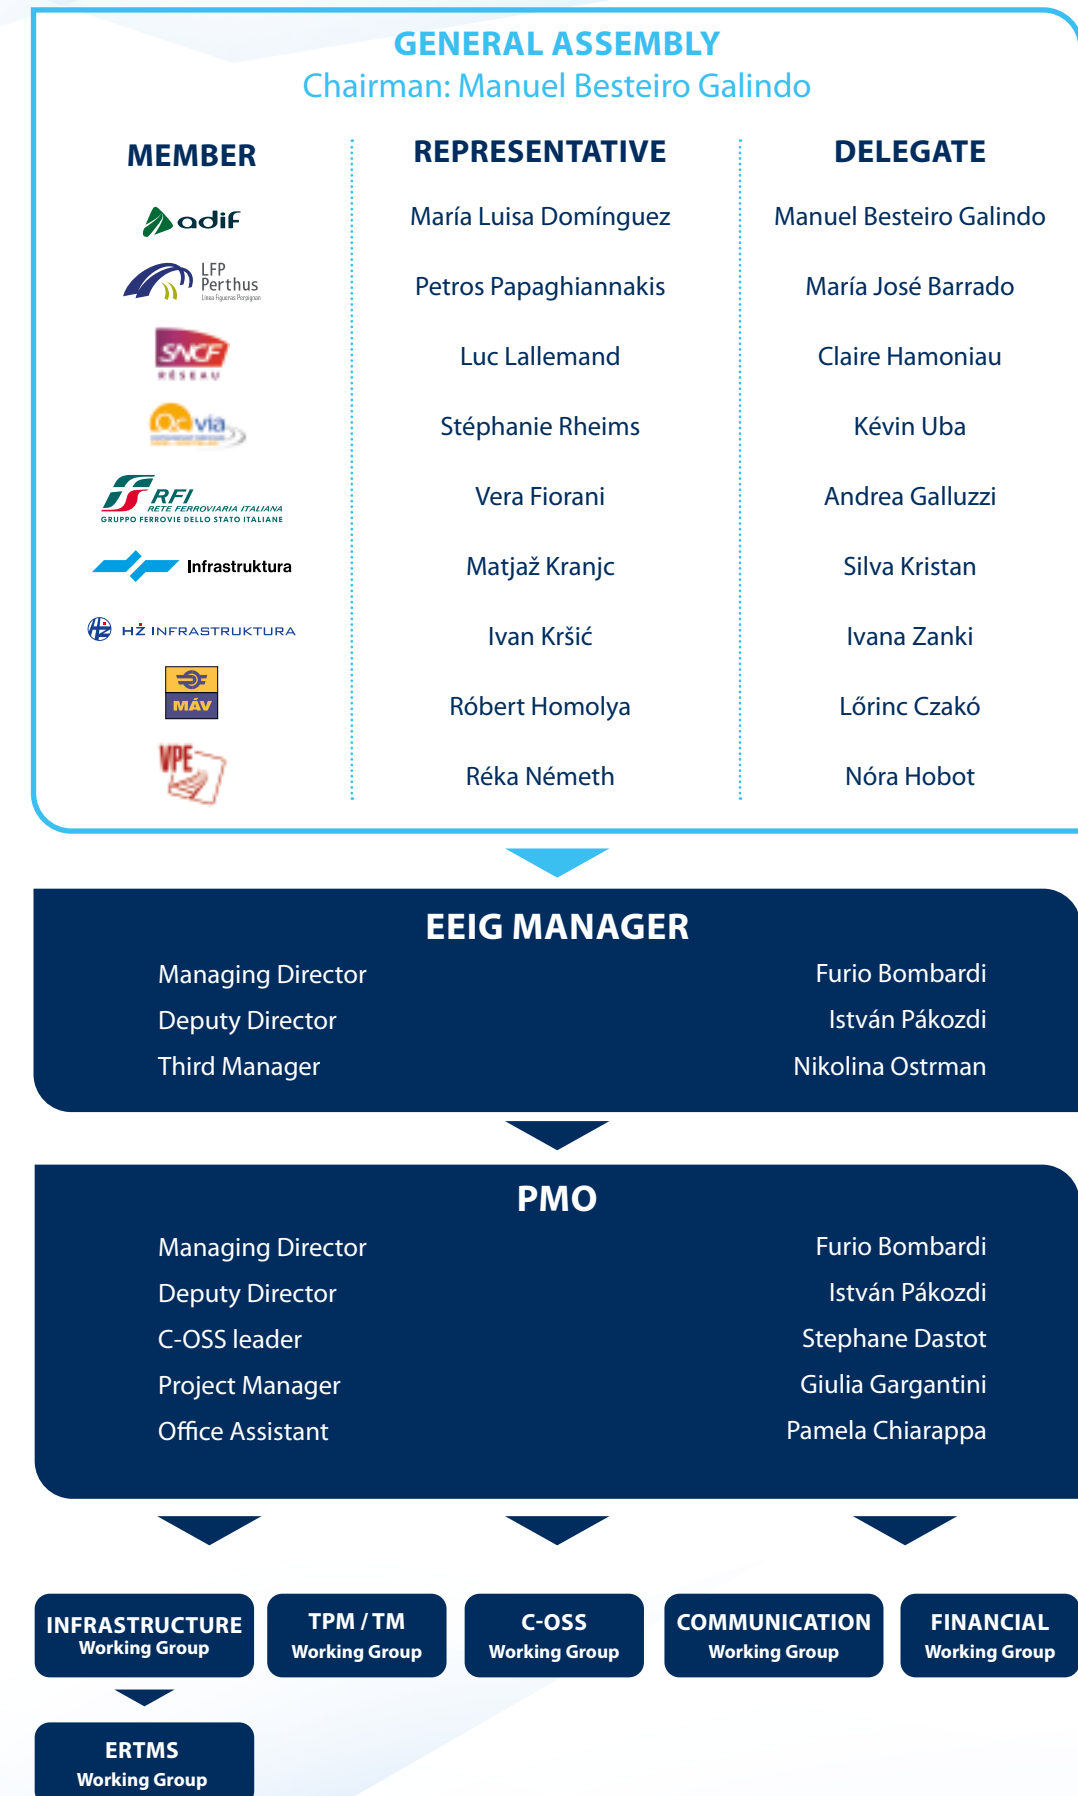 GENERAL ASSEMBLY
Chairman: Manuel Besteiro Galindo
MEMBER REPRESENTATIVE DELEGATE
adif María Luisa Domínguez Manuel Besteiro Galindo
LFP
Perthus
Línea Figueras Perpignan
Petros Papaghiannakis María José Barrado
SNCF
RÉSEAU
Luc Lallemand Claire Hamoniau
Oc'via
Stéphanie Rheims Kévin Uba
RFI
RETE FERROVIARIA ITALIANA
GRUPPO FERROVIE DELLO STATO ITALIANE
Vera Fiorani Andrea Galluzzi
Infrastruktura Matjaž Kranjc Silva Kristan
HŽ INFRASTRUKTURA Ivan Kršić Ivana Zanki
MÁV Róbert Homolya Lőrinc Czakó
VPE Réka Németh Nóra Hobot
EEIG MANAGER
Managing Director Furio Bombardi
Deputy Director István Pákozdi
Third Manager Nikolina Ostrman
PMO
Managing Director Furio Bombardi
Deputy Director István Pákozdi
C-OSS leader Stephane Dastot
Project Manager Giulia Gargantini
Office Assistant Pamela Chiarappa
INFRASTRUCTURE
Working Group
TPM / TM
Working Group
C-OSS
Working Group
COMMUNICATION
Working Group
FINANCIAL
Working Group
ERTMS
Working Group